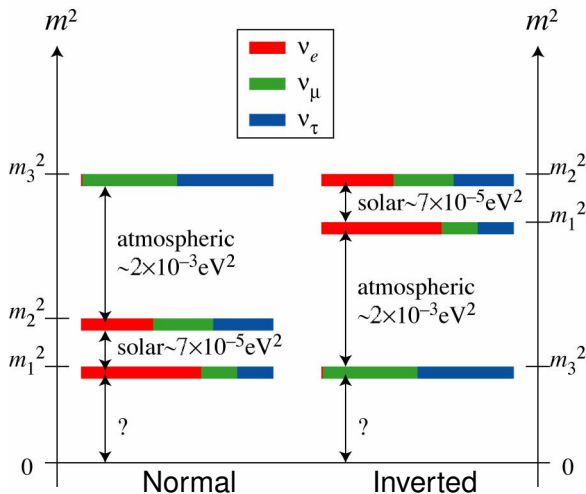 m²
m²
ν_e
ν_μ
ν_τ
m₃²
m₂²
solar~7×10⁻⁵eV²
m₁²
atmospheric
~2×10⁻³eV²
atmospheric
~2×10⁻³eV²
m₂²
solar~7×10⁻⁵eV²
m₁²
m₃²
?
?
0
0
Normal
Inverted